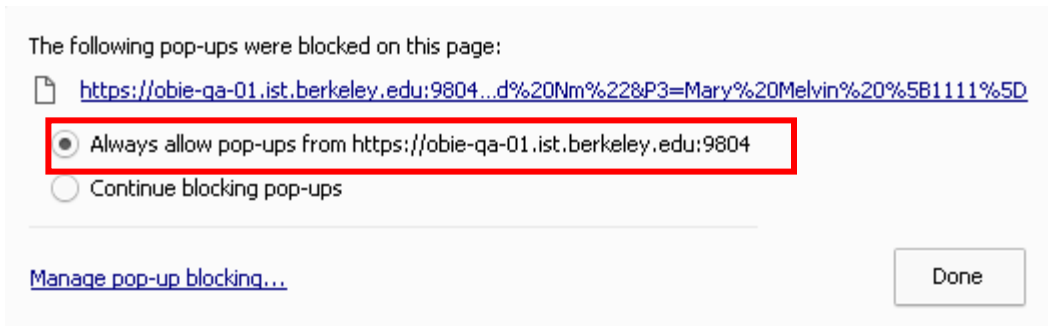 The following pop-ups were blocked on this page:
https://obie-qa-01.ist.berkeley.edu:9804...d%20Nm%22&P3=Mary%20Melvin%20%5B1111%5D
Always allow pop-ups from https://obie-qa-01.ist.berkeley.edu:9804
Continue blocking pop-ups
Manage pop-up blocking...
Done